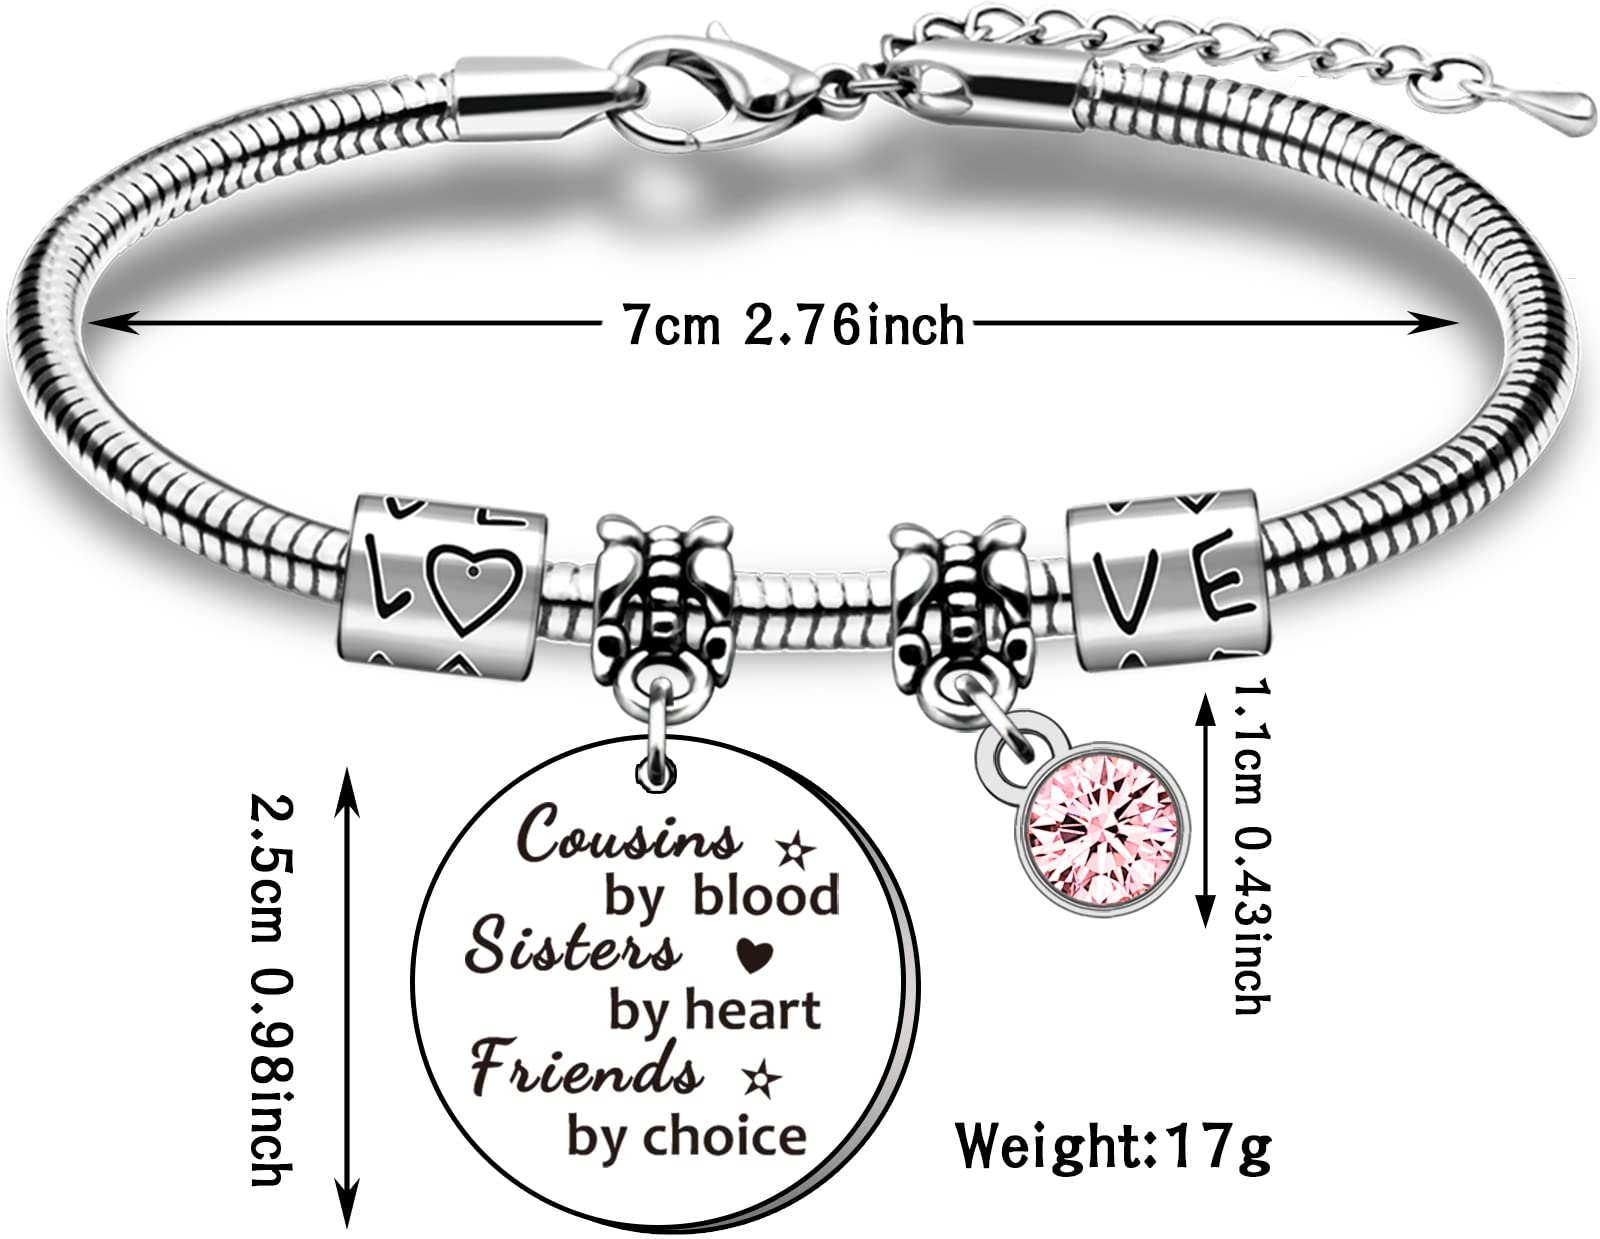 7cm 2.76inch
L
VE
1.1cm 0.43inch
2.5cm 0.98inch
Cousins
by blood
Sisters
by heart
Friends
by choice
Weight:17g